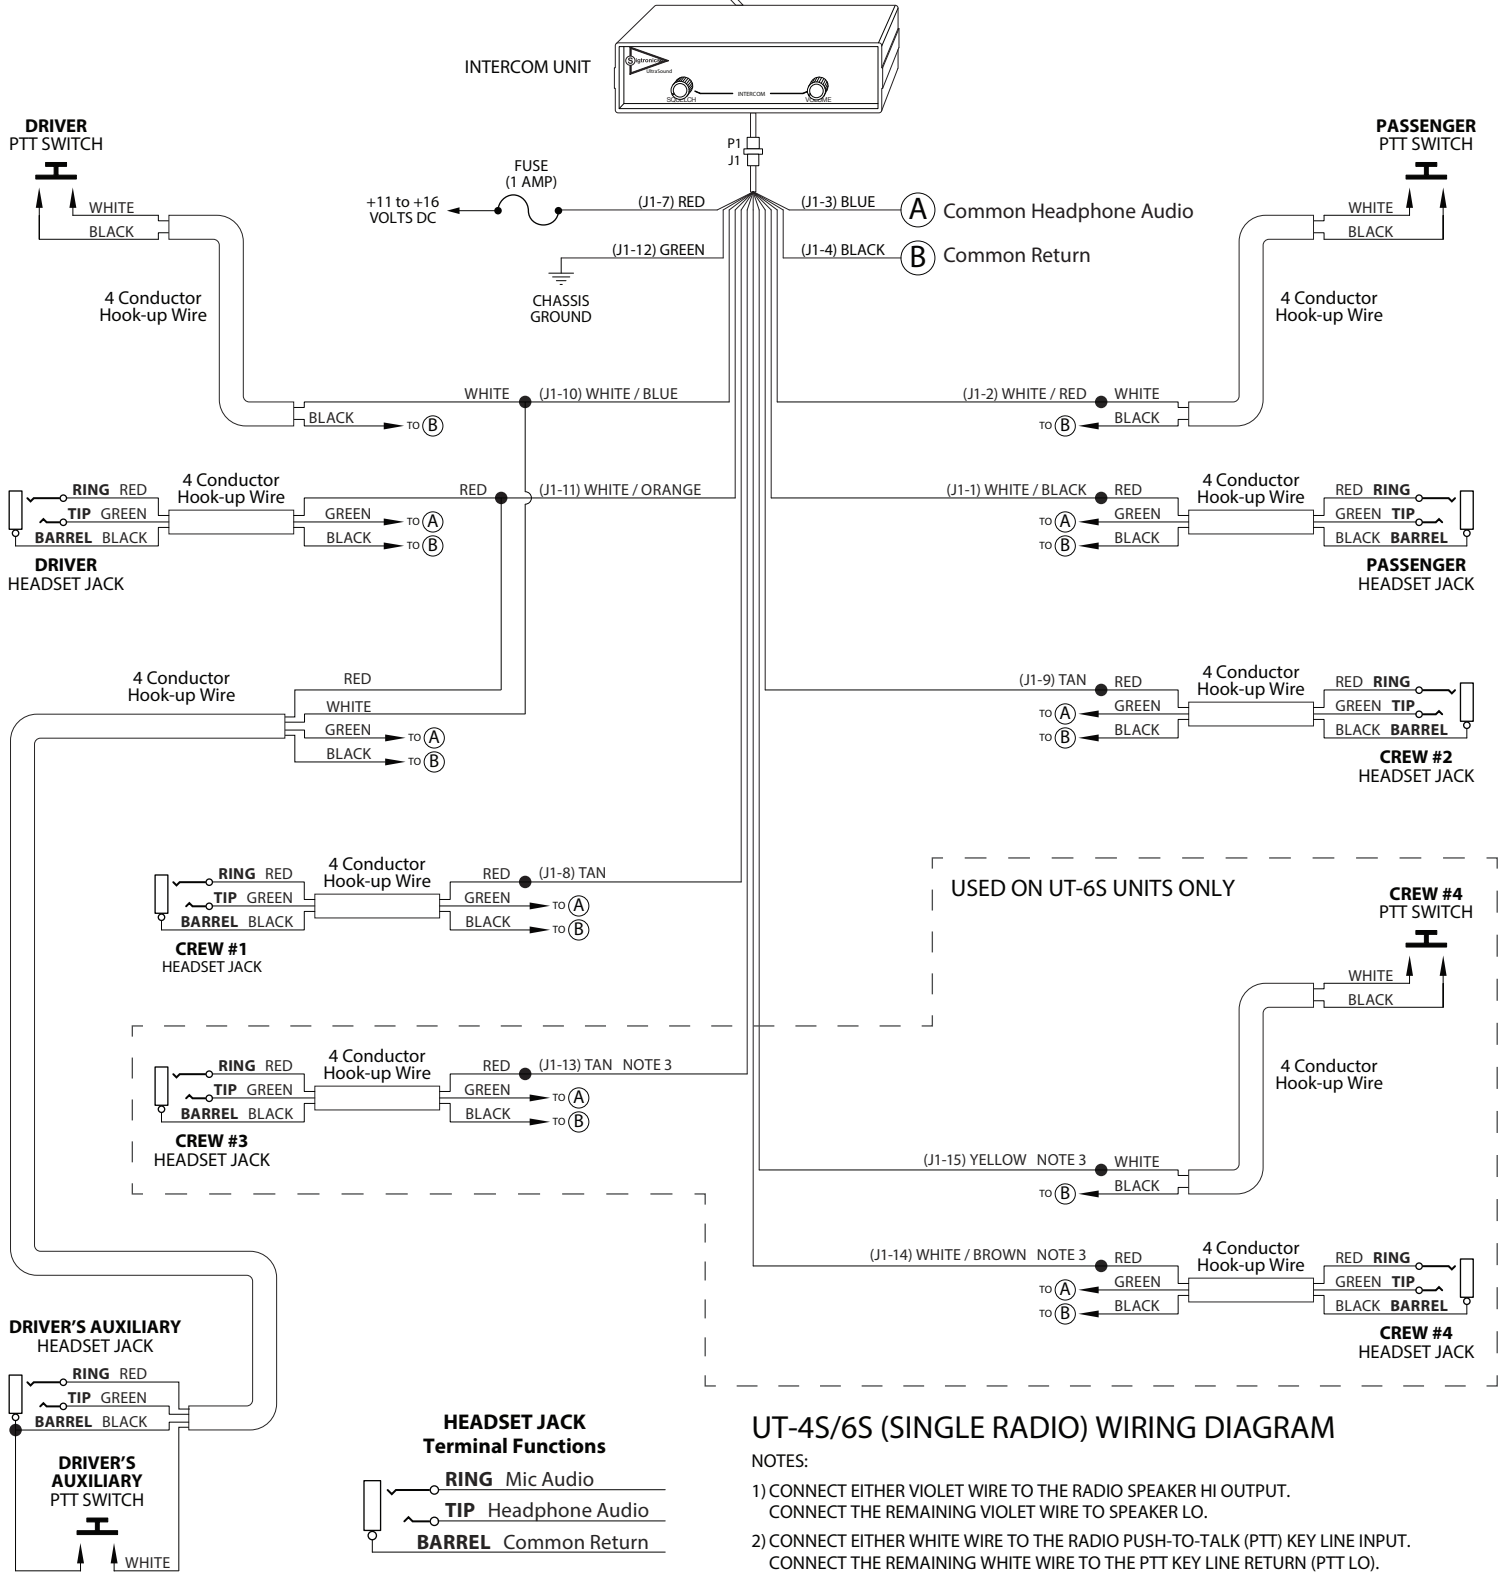 INTERCOM UNIT
Sigtronics
UltraSound
SQUELCH
INTERCOM
VOLUME
P1
J1
DRIVER
PTT SWITCH
WHITE
BLACK
4 Conductor
Hook-up Wire
FUSE
(1 AMP)
+11 to +16
VOLTS DC
(J1-7) RED
(J1-12) GREEN
CHASSIS
GROUND
(J1-3) BLUE
A Common Headphone Audio
(J1-4) BLACK
B Common Return
PASSENGER
PTT SWITCH
WHITE
BLACK
4 Conductor
Hook-up Wire
WHITE (J1-10) WHITE / BLUE
BLACK TO B
(J1-2) WHITE / RED WHITE
TO B BLACK
RING RED
TIP GREEN
BARREL BLACK
DRIVER
HEADSET JACK
4 Conductor
Hook-up Wire
RED (J1-11) WHITE / ORANGE
GREEN TO A
BLACK TO B
(J1-1) WHITE / BLACK RED
TO A GREEN
TO B BLACK
4 Conductor
Hook-up Wire
RED RING
GREEN TIP
BLACK BARREL
PASSENGER
HEADSET JACK
4 Conductor
Hook-up Wire
RED
WHITE
GREEN TO A
BLACK TO B
(J1-9) TAN RED
TO A GREEN
TO B BLACK
4 Conductor
Hook-up Wire
RED RING
GREEN TIP
BLACK BARREL
CREW #2
HEADSET JACK
RING RED
TIP GREEN
BARREL BLACK
CREW #1
HEADSET JACK
4 Conductor
Hook-up Wire
RED (J1-8) TAN
GREEN TO A
BLACK TO B
USED ON UT-6S UNITS ONLY
CREW #4
PTT SWITCH
WHITE
BLACK
4 Conductor
Hook-up Wire
RING RED
TIP GREEN
BARREL BLACK
CREW #3
HEADSET JACK
4 Conductor
Hook-up Wire
RED (J1-13) TAN NOTE 3
GREEN TO A
BLACK TO B
(J1-15) YELLOW NOTE 3 WHITE
TO B BLACK
(J1-14) WHITE / BROWN NOTE 3 RED
TO A GREEN
TO B BLACK
4 Conductor
Hook-up Wire
RED RING
GREEN TIP
BLACK BARREL
CREW #4
HEADSET JACK
DRIVER'S AUXILIARY
HEADSET JACK
RING RED
TIP GREEN
BARREL BLACK
DRIVER'S
AUXILIARY
PTT SWITCH
WHITE
HEADSET JACK
Terminal Functions
RING Mic Audio
TIP Headphone Audio
BARREL Common Return
UT-4S/6S (SINGLE RADIO) WIRING DIAGRAM
NOTES:
1) CONNECT EITHER VIOLET WIRE TO THE RADIO SPEAKER HI OUTPUT.
CONNECT THE REMAINING VIOLET WIRE TO SPEAKER LO.
2) CONNECT EITHER WHITE WIRE TO THE RADIO PUSH-TO-TALK (PTT) KEY LINE INPUT.
CONNECT THE REMAINING WHITE WIRE TO THE PTT KEY LINE RETURN (PTT LO).